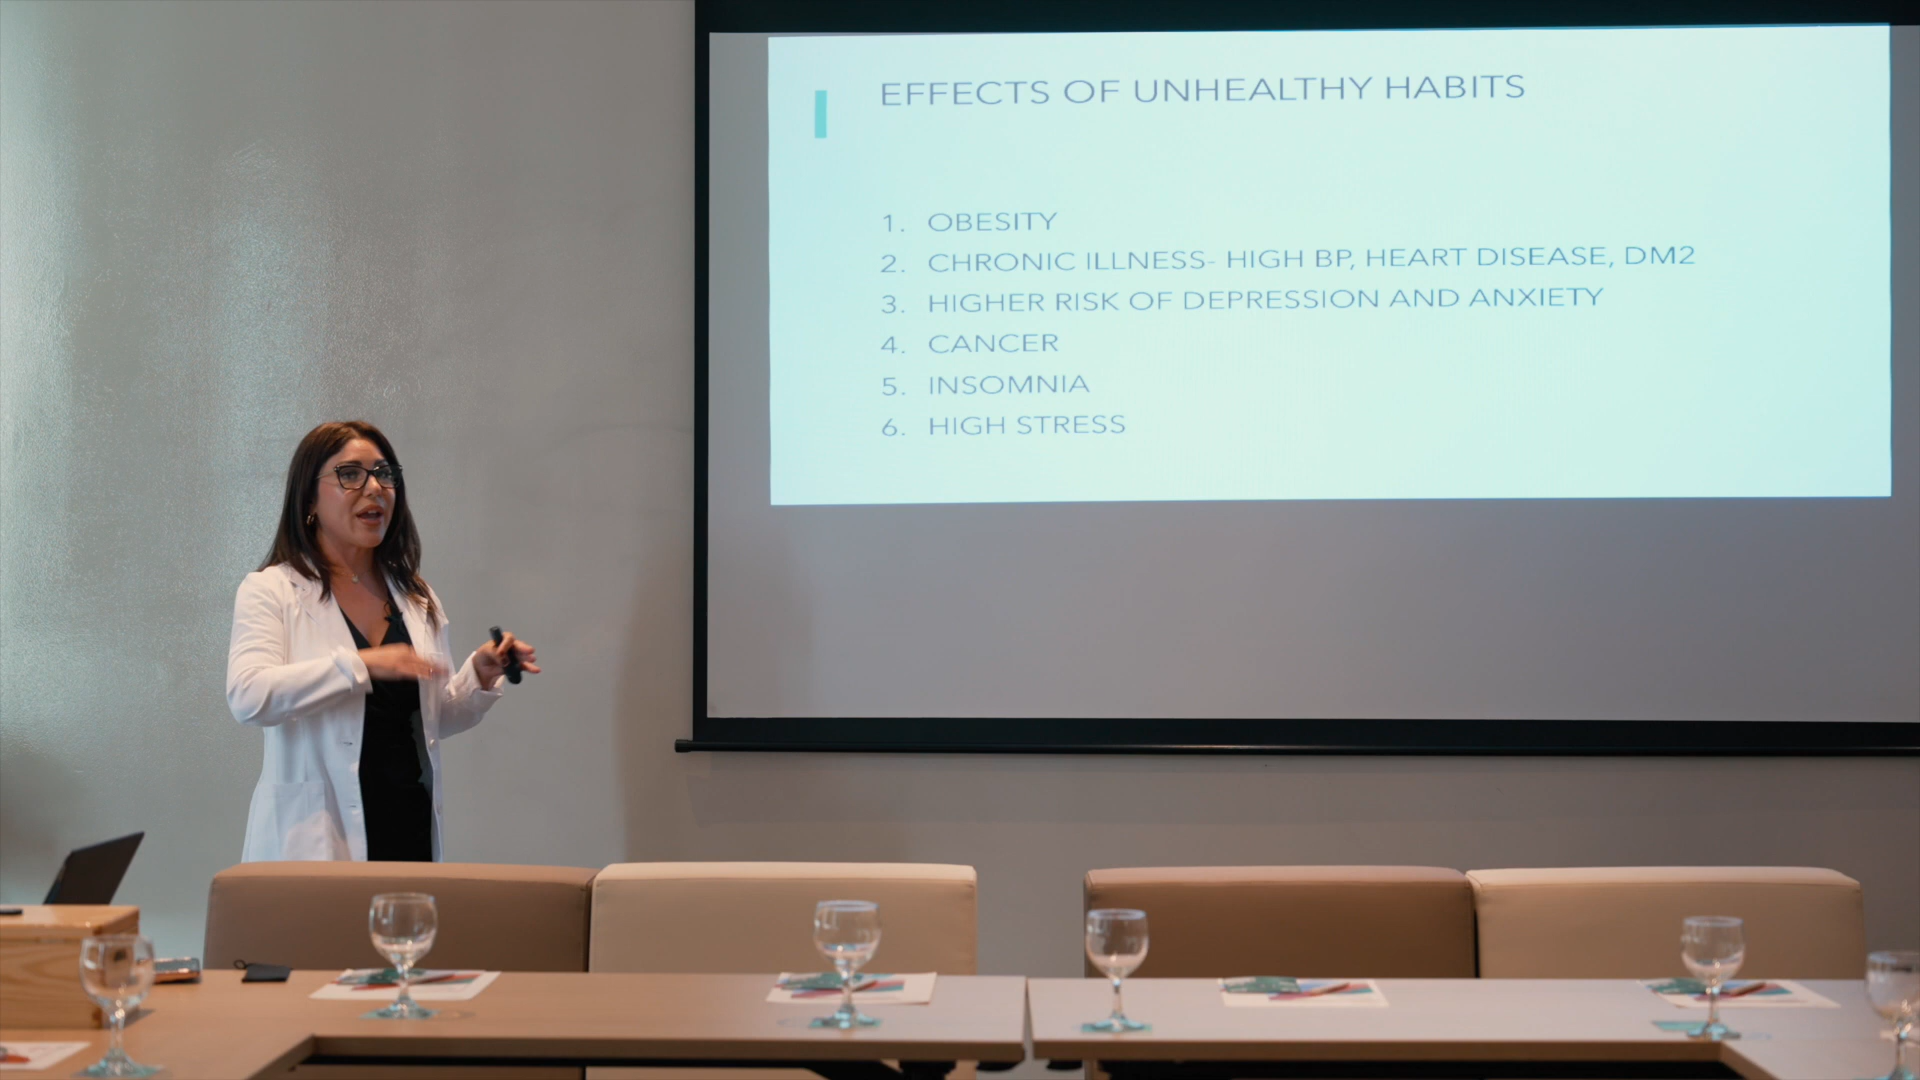 EFFECTS OF UNHEALTHY HABITS
1. OBESITY
2. CHRONIC ILLNESS- HIGH BP, HEART DISEASE, DM2
3. HIGHER RISK OF DEPRESSION AND ANXIETY
4. CANCER
5. INSOMNIA
6. HIGH STRESS